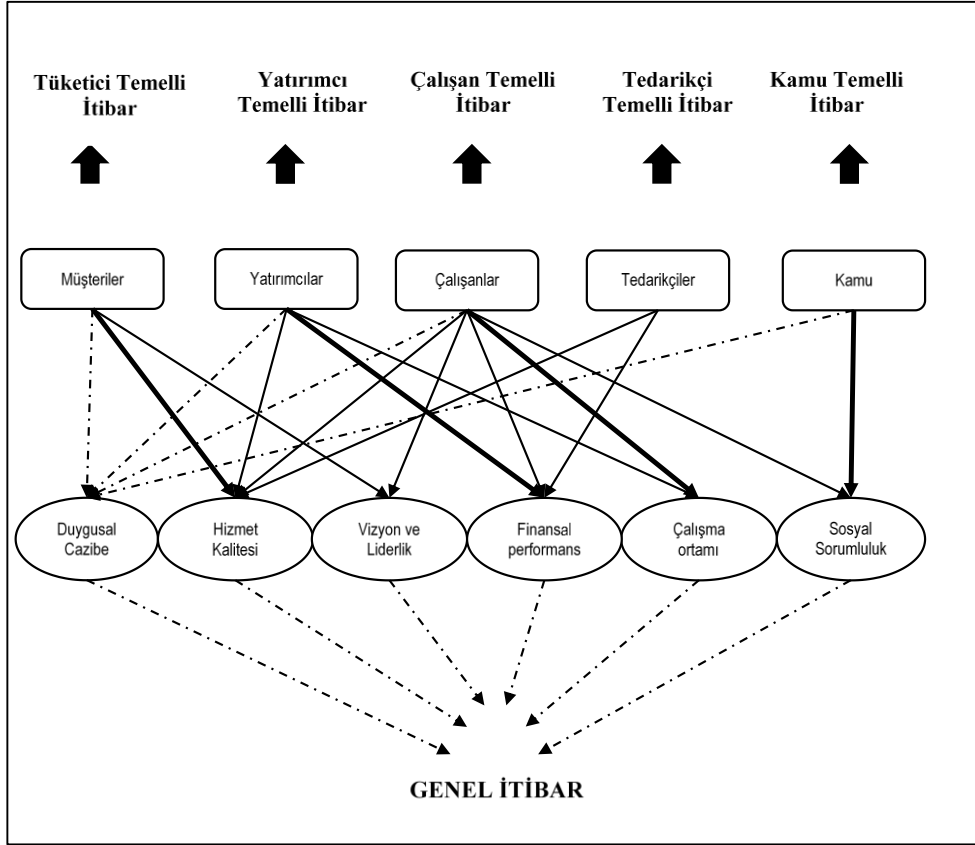 Tüketici Temelli
İtibar
Yatırımcı
Temelli İtibar
Çalışan Temelli
İtibar
Tedarikçi
Temelli İtibar
Kamu Temelli
İtibar
Müşteriler
Yatırımcılar
Çalışanlar
Tedarikçiler
Kamu
Duygusal
Cazibe
Hizmet
Kalitesi
Vizyon ve
Liderlik
Finansal
performans
Çalışma
ortamı
Sosyal
Sorumluluk
GENEL İTİBAR